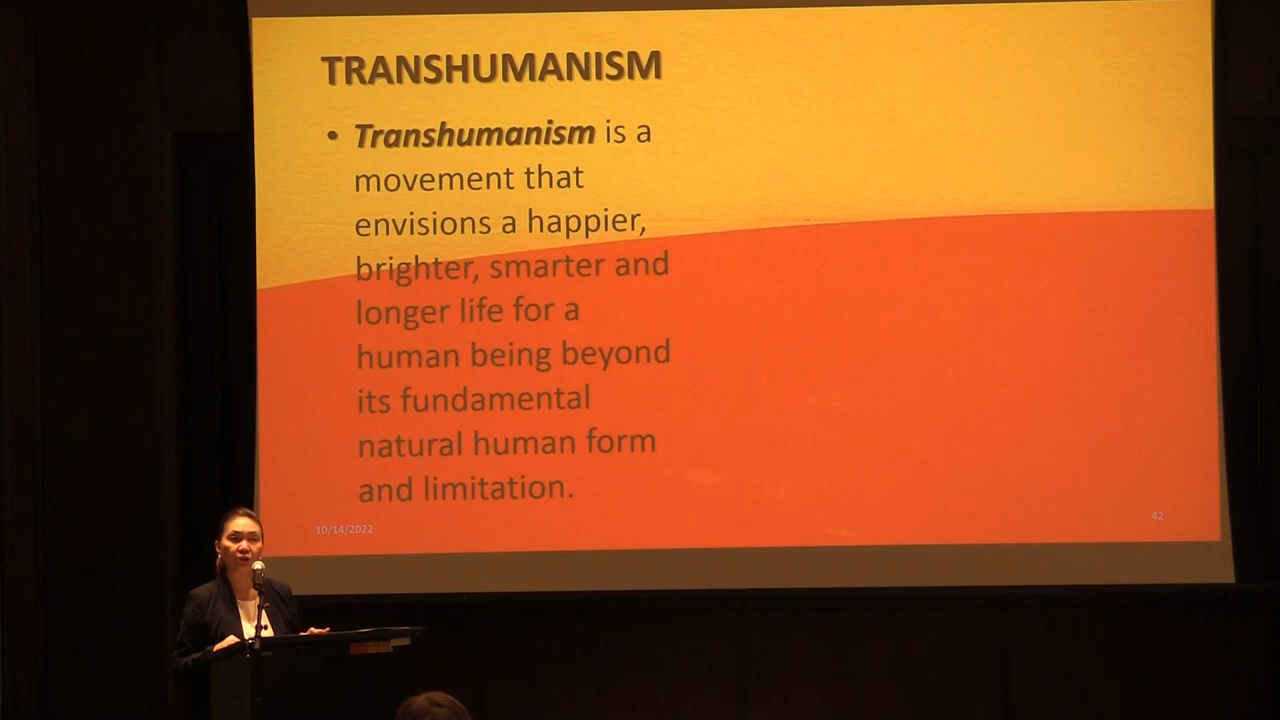 TRANSHUMANISM
• Transhumanism is a
movement that
envisions a happier,
brighter, smarter and
longer life for a
human being beyond
its fundamental
natural human form
and limitation.
10/14/2022
42